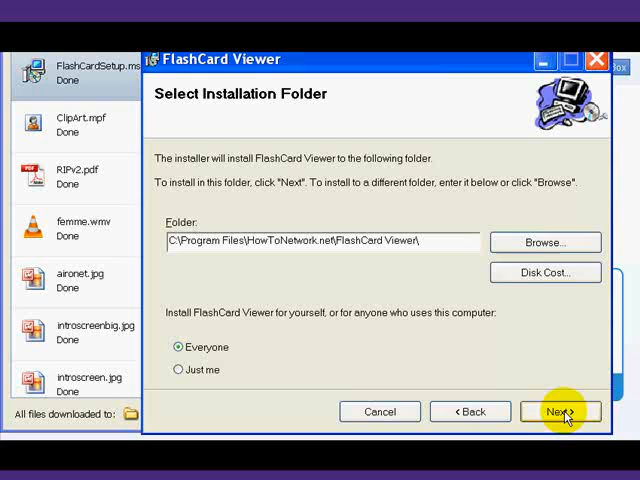 FlashCardSetup.ms
Done
ClipArt.mpf
Done
RIPv2.pdf
Done
femme.wmv
Done
aironet.jpg
Done
introscreenbig.jpg
Done
introscreen.jpg
Done
All files downloaded to:
FlashCard Viewer
Select Installation Folder
The installer will install FlashCard Viewer to the following folder.
To install in this folder, click "Next". To install to a different folder, enter it below or click "Browse".
Folder:
C:\Program Files\HowToNetwork.net\FlashCard Viewer\
Browse...
Disk Cost...
Install FlashCard Viewer for yourself, or for anyone who uses this computer:
Everyone
Just me
Cancel
< Back
Next >